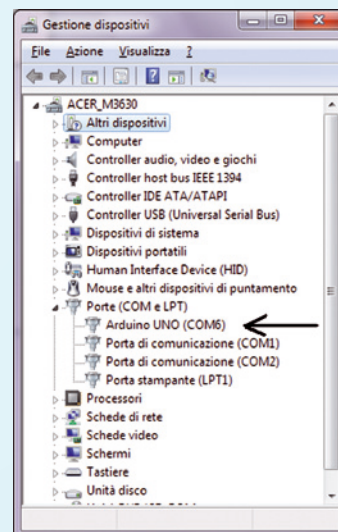 Gestione dispositivi
File Azione Visualizza ?
ACER_M3630
Altri dispositivi
Computer
Controller audio, video e giochi
Controller host bus IEEE 1394
Controller IDE ATA/ATAPI
Controller USB (Universal Serial Bus)
Dispositivi di sistema
Dispositivi portatili
Human Interface Device (HID)
Mouse e altri dispositivi di puntamento
Porte (COM e LPT)
Arduino UNO (COM6)
Porta di comunicazione (COM1)
Porta di comunicazione (COM2)
Porta stampante (LPT1)
Processori
Schede di rete
Schede video
Schermi
Tastiere
Unità disco